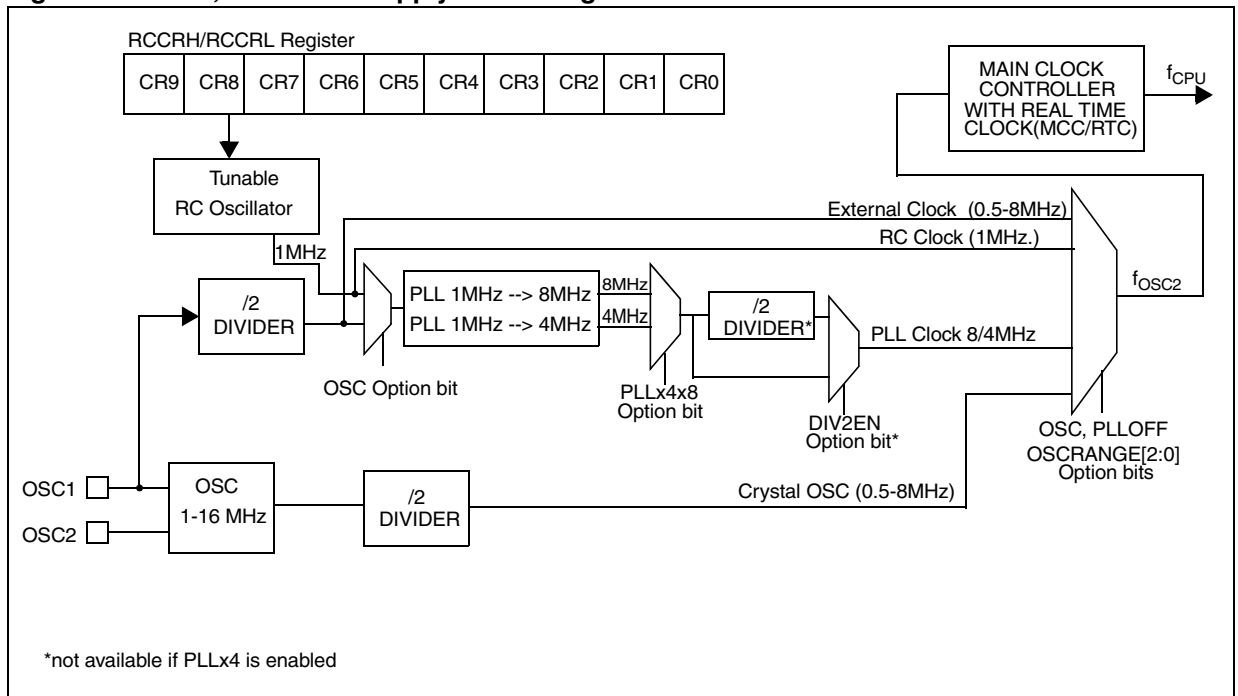 RCCRH/RCCRL Register
CR9 CR8 CR7 CR6 CR5 CR4 CR3 CR2 CR1 CR0
MAIN CLOCK
CONTROLLER
WITH REAL TIME
CLOCK(MCC/RTC)
fCPU
Tunable
RC Oscillator
1MHz
External Clock (0.5-8MHz)
RC Clock (1MHz.)
fOSC2
/2
DIVIDER
PLL 1MHz --> 8MHz
PLL 1MHz --> 4MHz
8MHz
4MHz
/2
DIVIDER*
PLL Clock 8/4MHz
OSC Option bit
PLLx4x8
Option bit
DIV2EN
Option bit*
OSC, PLLOFF
OSCRANGE[2:0]
Option bits
OSC1
OSC2
OSC
1-16 MHz
/2
DIVIDER
Crystal OSC (0.5-8MHz)
*not available if PLLx4 is enabled